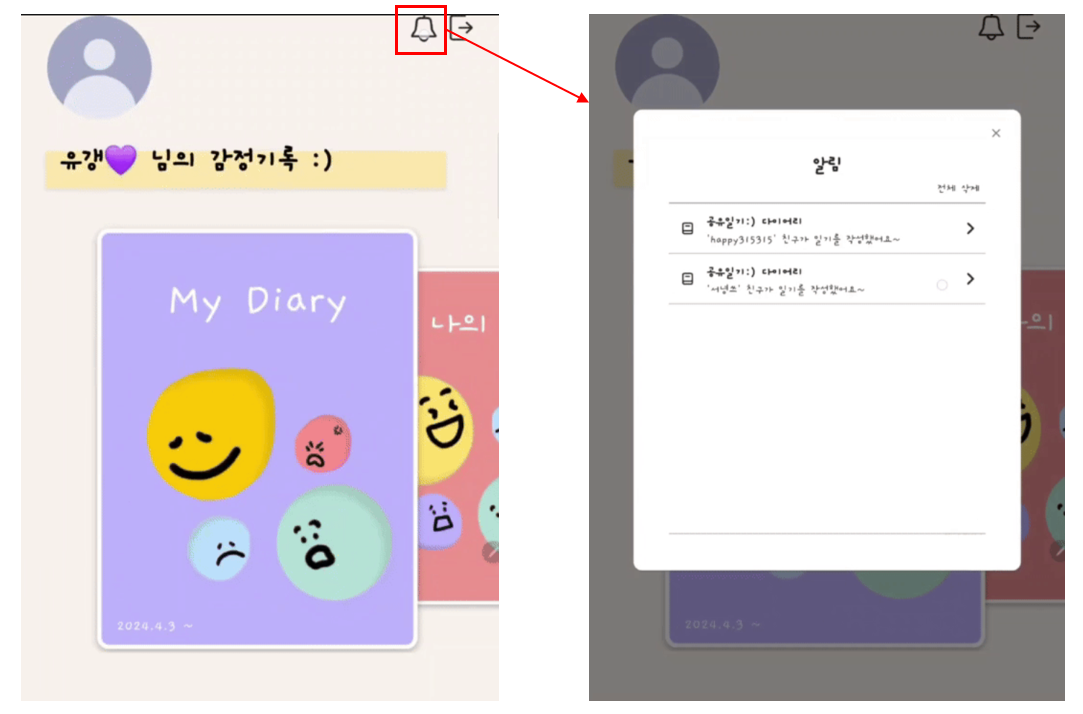 유갱💜 님의 감정기록 :)
My Diary
나의
2024.4.3 ~
알림
전체 삭제
공유일기:) 다이어리
'happy315315' 친구가 일기를 작성했어요~
공유일기:) 다이어리
'서녕쓰' 친구가 일기를 작성했어요~
나의
2024.4.3 ~